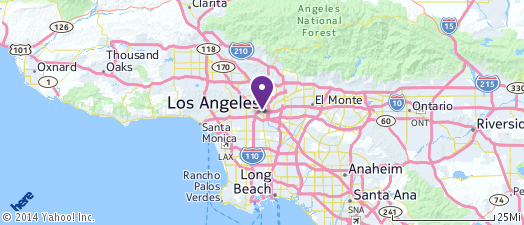 Clarita
Angeles
National
Forest
126
101
118
210
15
Thousand
Oaks
Oxnard
170
1
210
215
Los Angeles
El Monte
10
Ontario
Santa
Monica
60
ONT
Riversid
LAX
110
Rancho
Palos
Verdes
Long
Beach
Anaheim
Santa Ana
here
SNA
241
© 2014 Yahoo! Inc.
25Mi